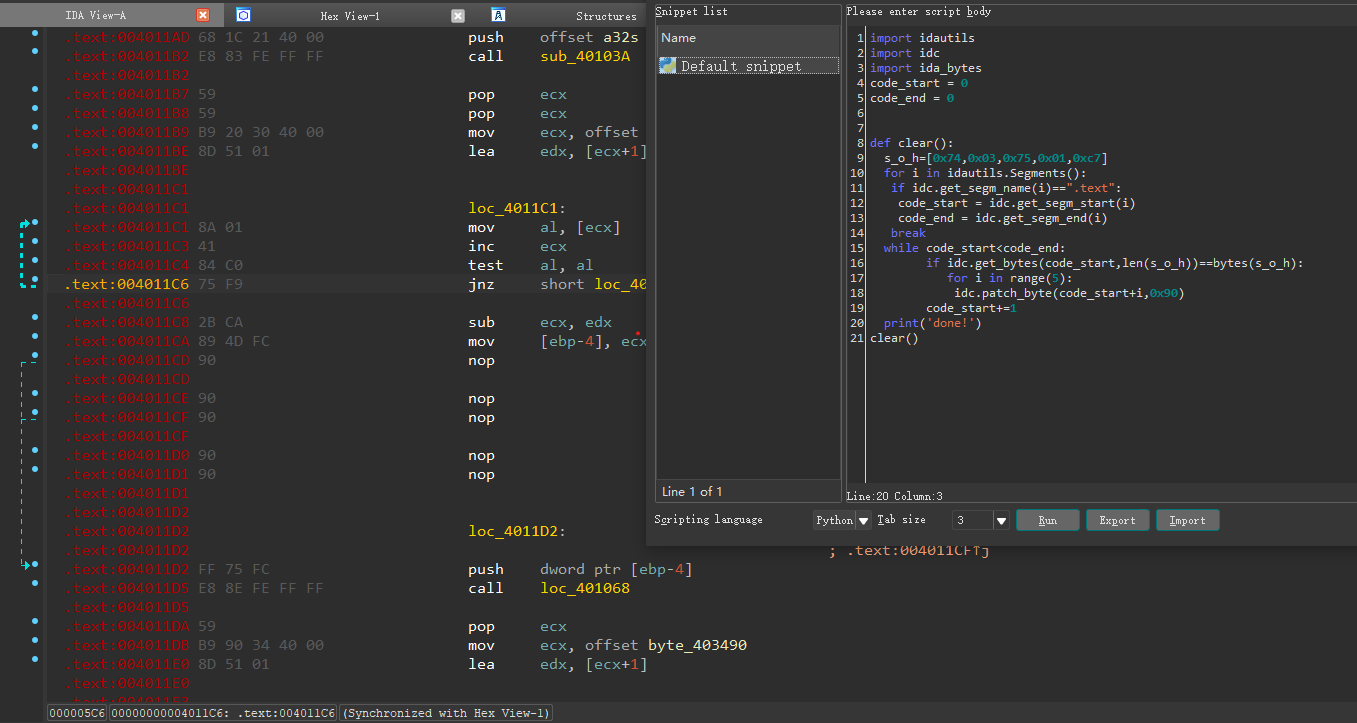 IDA View-A
Hex View-1
Structures
.text:004011AD 68 1C 21 40 00 push offset a32s
.text:004011B2 E8 83 FE FF FF call sub_40103A
.text:004011B2
.text:004011B7 59 pop ecx
.text:004011B8 59 pop ecx
.text:004011B9 B9 20 30 40 00 mov ecx, offset
.text:004011BE 8D 51 01 lea edx, [ecx+1]
.text:004011BE
.text:004011C1
.text:004011C1
.text:004011C1 loc_4011C1:
.text:004011C1 8A 01 mov al, [ecx]
.text:004011C3 41 inc ecx
.text:004011C4 84 C0 test al, al
.text:004011C6 75 F9 jnz short loc_40
.text:004011C6
.text:004011C8 2B CA sub ecx, edx
.text:004011CA 89 4D FC mov [ebp-4], ecx
.text:004011CD 90 nop
.text:004011CD
.text:004011CE 90 nop
.text:004011CF 90 nop
.text:004011CF
.text:004011D0 90 nop
.text:004011D1 90 nop
.text:004011D1
.text:004011D2
.text:004011D2 loc_4011D2:
.text:004011D2 ; .text:004011CF↑j
.text:004011D2 FF 75 FC push dword ptr [ebp-4]
.text:004011D5 E8 8E FE FF FF call loc_401068
.text:004011D5
.text:004011DA 59 pop ecx
.text:004011DB B9 90 34 40 00 mov ecx, offset byte_403490
.text:004011E0 8D 51 01 lea edx, [ecx+1]
.text:004011E0
000005C6 00000000004011C6: .text:004011C6 (Synchronized with Hex View-1)
Snippet list
Name
Default snippet
Line 1 of 1
Please enter script body
1 import idautils
2 import idc
3 import ida_bytes
4 code_start = 0
5 code_end = 0
6
7
8 def clear():
9 s_o_h=[0x74,0x03,0x75,0x01,0xc7]
10 for i in idautils.Segments():
11 if idc.get_segm_name(i)==".text":
12 code_start = idc.get_segm_start(i)
13 code_end = idc.get_segm_end(i)
14 break
15 while code_start<code_end:
16 if idc.get_bytes(code_start,len(s_o_h))==bytes(s_o_h):
17 for i in range(5):
18 idc.patch_byte(code_start+i,0x90)
19 code_start+=1
20 print('done!')
21 clear()
Line:20 Column:3
Scripting language Python Tab size 3 Run Export Import